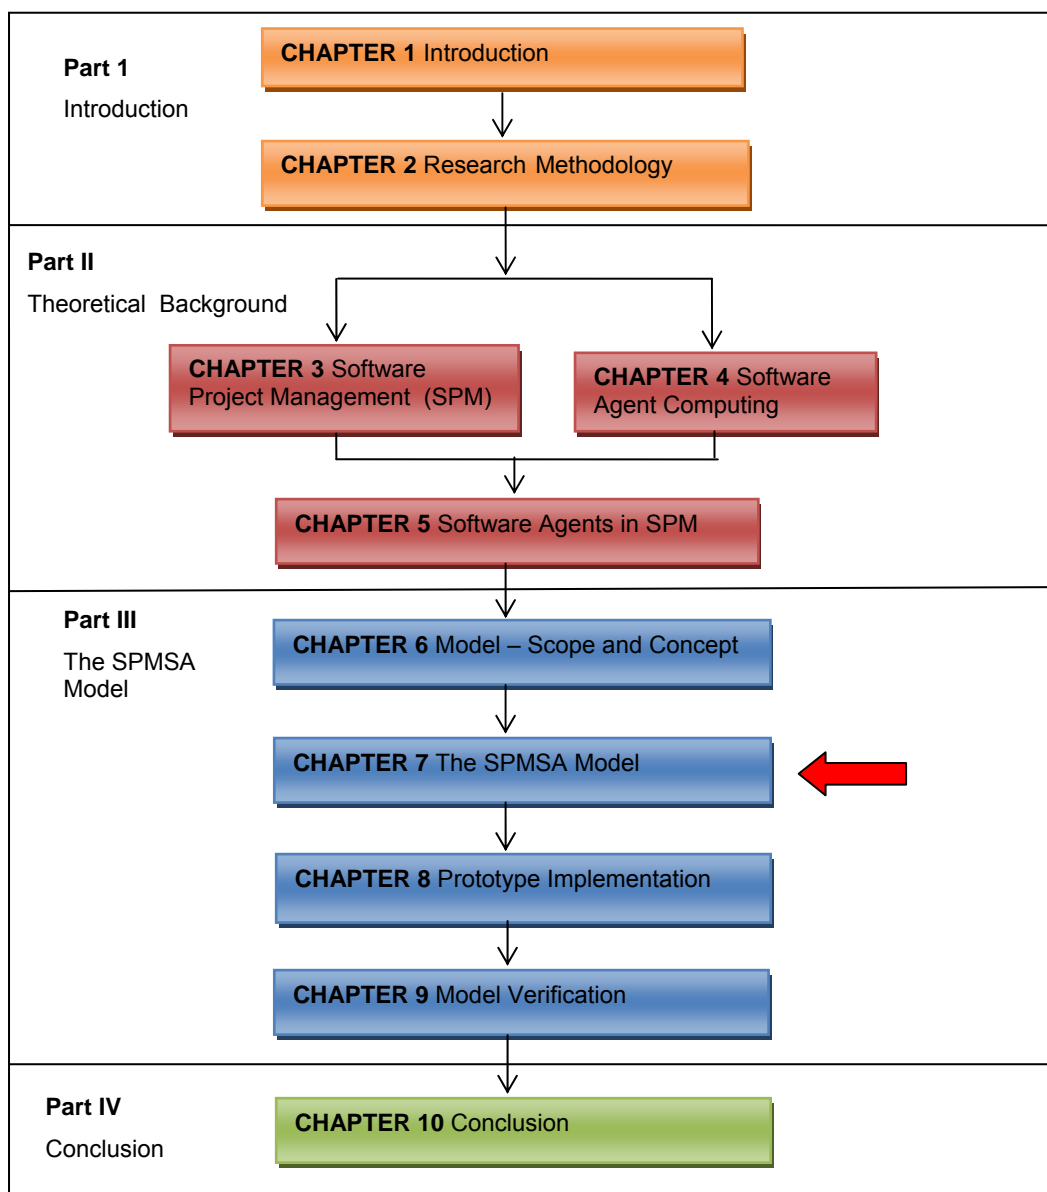 Part 1
Introduction
CHAPTER 1 Introduction
CHAPTER 2 Research Methodology
Part II
Theoretical Background
CHAPTER 3 Software
Project Management (SPM)
CHAPTER 4 Software
Agent Computing
CHAPTER 5 Software Agents in SPM
Part III
The SPMSA
Model
CHAPTER 6 Model – Scope and Concept
CHAPTER 7 The SPMSA Model
CHAPTER 8 Prototype Implementation
CHAPTER 9 Model Verification
Part IV
Conclusion
CHAPTER 10 Conclusion